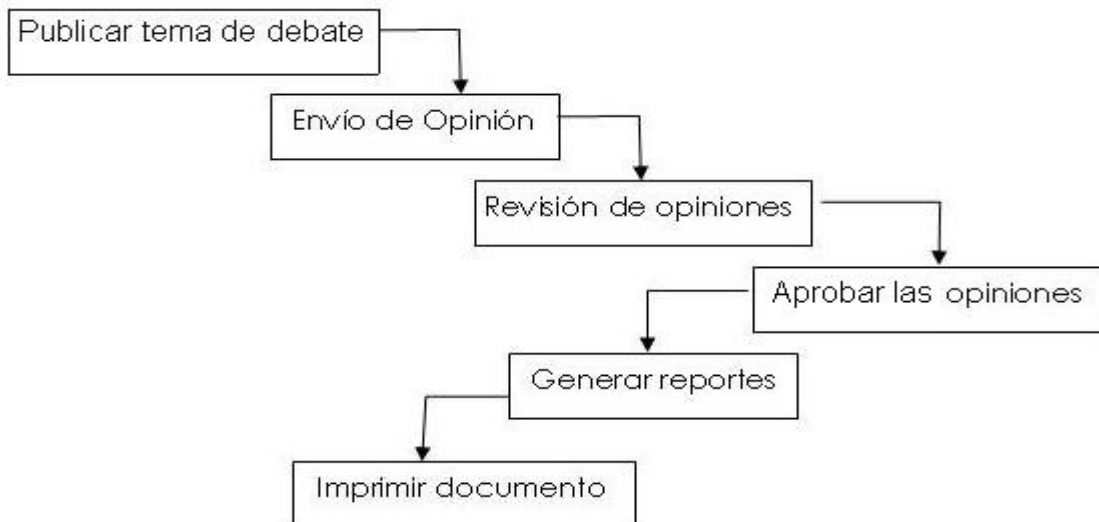 Publicar tema de debate
Envío de Opinión
Revisión de opiniones
Aprobar las opiniones
Generar reportes
Imprimir documento